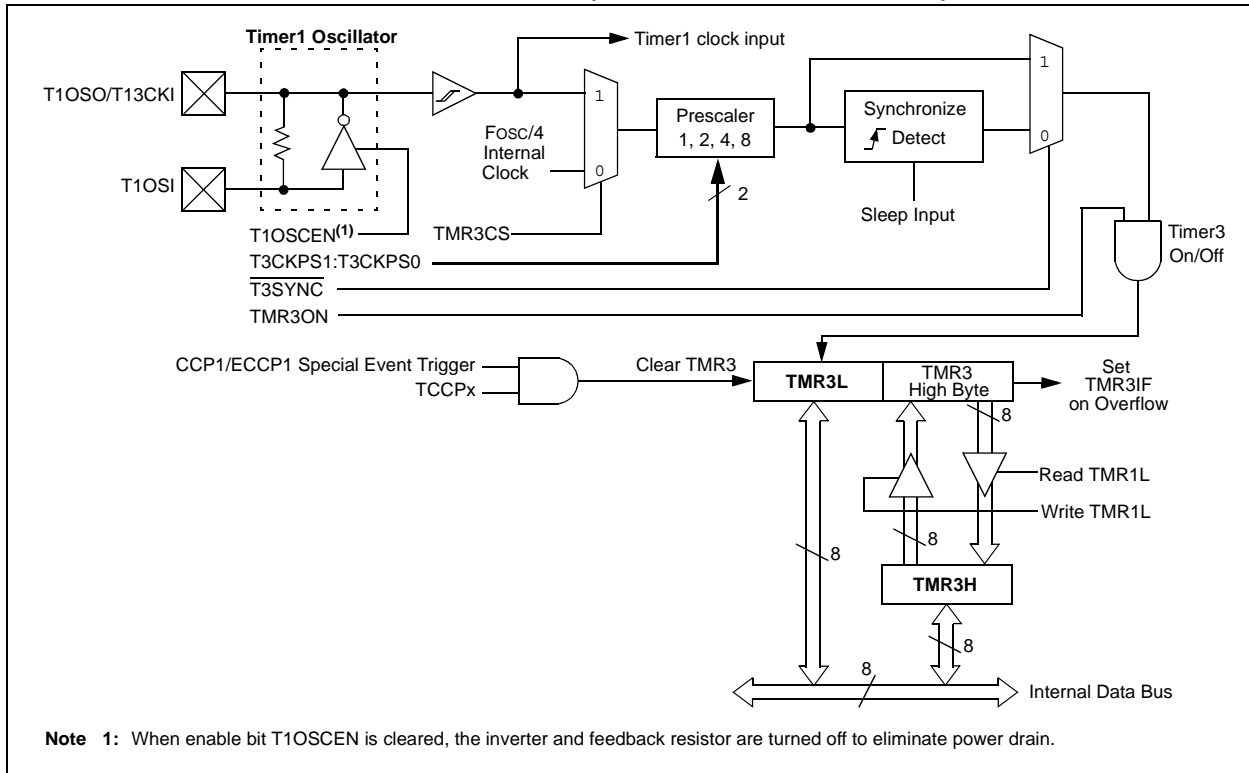 Timer1 Oscillator
Timer1 clock input
T1OSO/T13CKI
1
1
Prescaler
1, 2, 4, 8
Synchronize
Detect
FOSC/4
Internal
Clock
0
0
T1OSI
2
Sleep Input
T1OSCEN(1)
TMR3CS
Timer3
On/Off
T3CKPS1:T3CKPS0
T3SYNC
TMR3ON
CCP1/ECCP1 Special Event Trigger
TCCPx
Clear TMR3
TMR3L
TMR3
High Byte
Set
TMR3IF
on Overflow
8
Read TMR1L
Write TMR1L
8
8
TMR3H
8
8
Internal Data Bus
Note 1: When enable bit T1OSCEN is cleared, the inverter and feedback resistor are turned off to eliminate power drain.